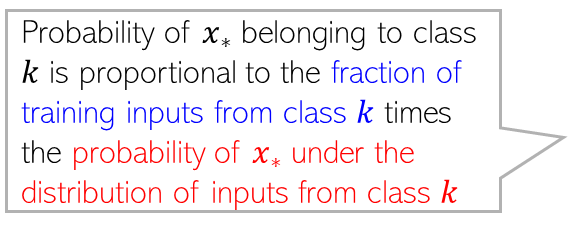 Probability of x* belonging to class
k is proportional to the fraction of
training inputs from class k times
the probability of x* under the
distribution of inputs from class k